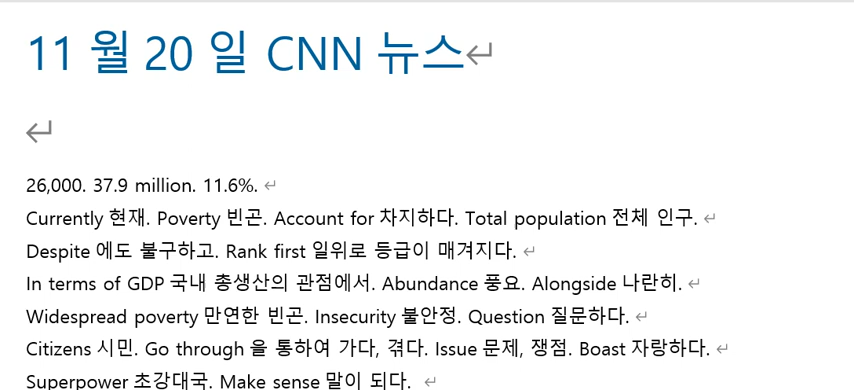 11 월 20 일 CNN 뉴스
26,000. 37.9 million. 11.6%.
Currently 현재. Poverty 빈곤. Account for 차지하다. Total population 전체 인구.
Despite 에도 불구하고. Rank first 일위로 등급이 매겨지다.
In terms of GDP 국내 총생산의 관점에서. Abundance 풍요. Alongside 나란히.
Widespread poverty 만연한 빈곤. Insecurity 불안정. Question 질문하다.
Citizens 시민. Go through 을 통하여 가다, 겪다. Issue 문제, 쟁점. Boast 자랑하다.
Superpower 초강대국. Make sense 말이 되다.